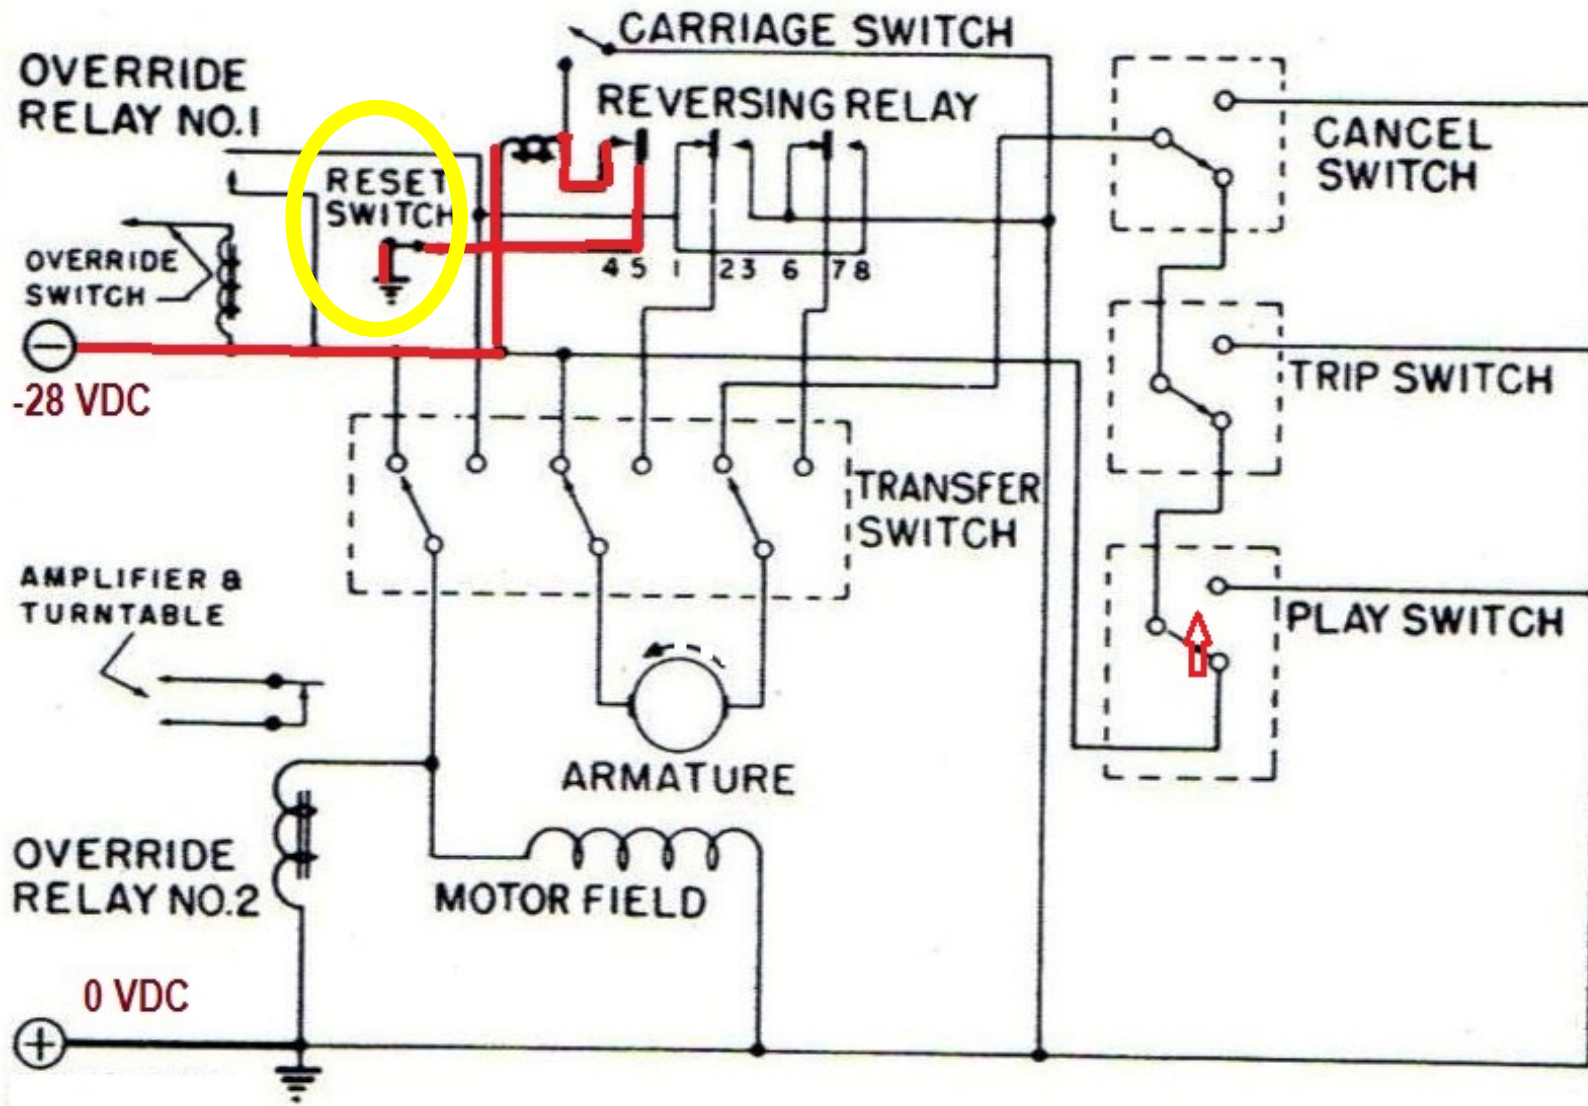 CARRIAGE SWITCH
OVERRIDE
RELAY NO.1
REVERSING RELAY
CANCEL
SWITCH
RESET
SWITCH
OVERRIDE
SWITCH
4 5 1 2 3 6 7 8
−
-28 VDC
TRIP SWITCH
TRANSFER
SWITCH
AMPLIFIER &
TURNTABLE
PLAY SWITCH
ARMATURE
OVERRIDE
RELAY NO.2
MOTOR FIELD
0 VDC
+